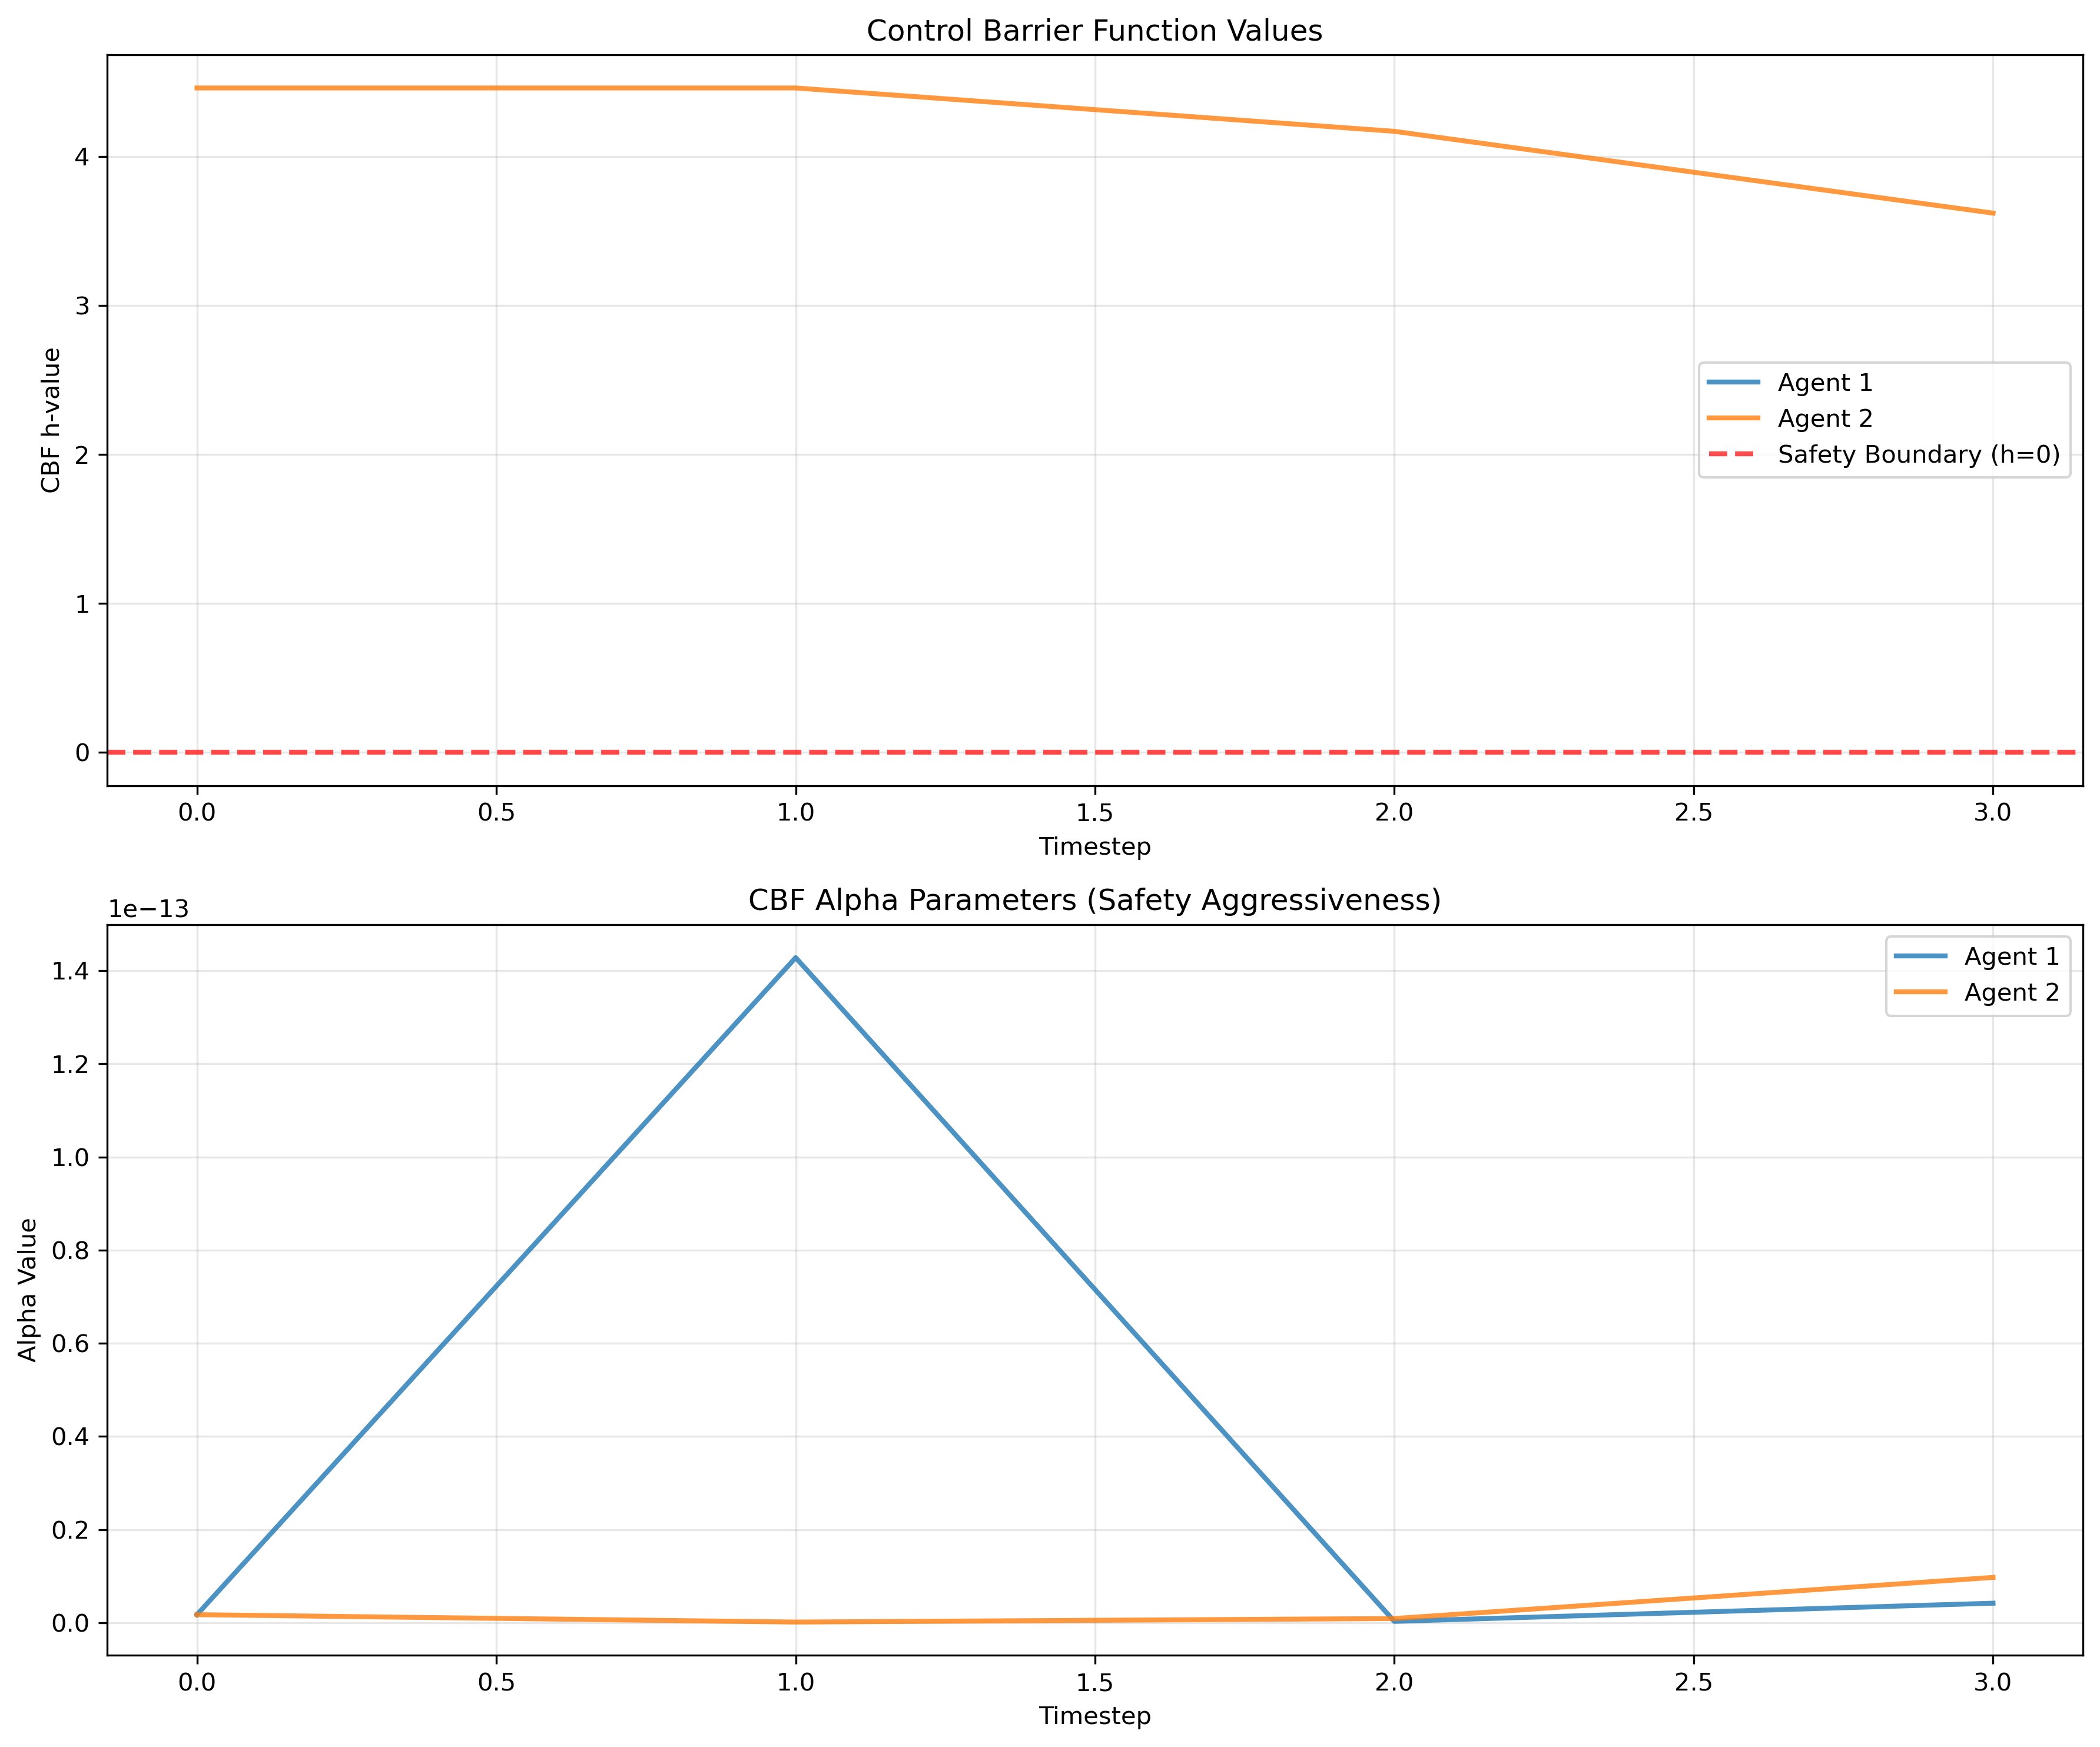 Control Barrier Function Values
CBF h-value
4
3
2
1
0
Agent 1
Agent 2
Safety Boundary (h=0)
0.0 0.5 1.0 1.5 2.0 2.5 3.0
Timestep
CBF Alpha Parameters (Safety Aggressiveness)
1e−13
Alpha Value
1.4
1.2
1.0
0.8
0.6
0.4
0.2
0.0
Agent 1
Agent 2
0.0 0.5 1.0 1.5 2.0 2.5 3.0
Timestep